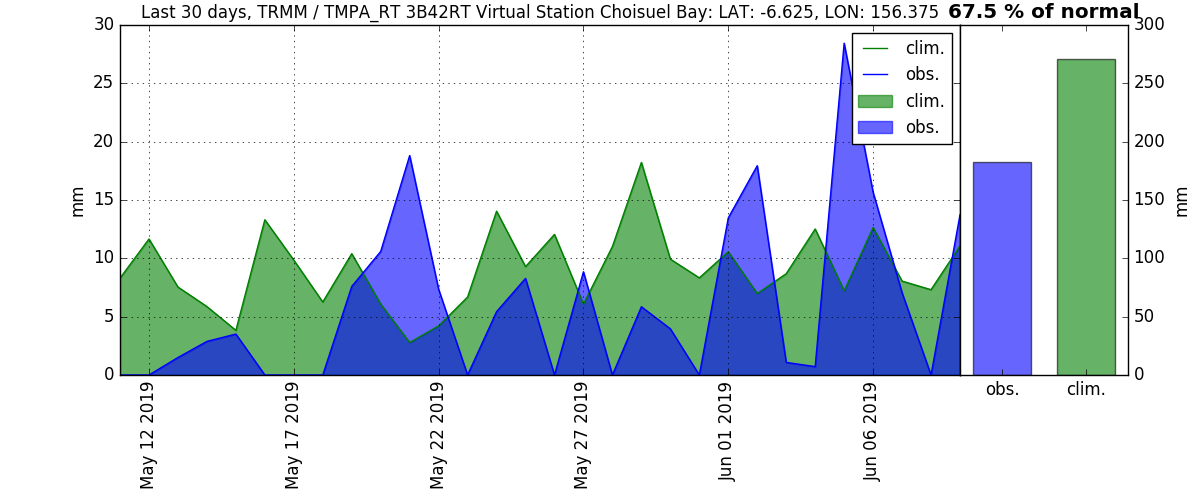 Last 30 days, TRMM / TMPA_RT 3B42RT Virtual Station Choisuel Bay: LAT: -6.625, LON: 156.375 67.5 % of normal
30
25
20
15
10
5
0
mm
clim.
obs.
clim.
obs.
May 12 2019
May 17 2019
May 22 2019
May 27 2019
Jun 01 2019
Jun 06 2019
300
250
200
150
100
50
0
mm
obs.
clim.